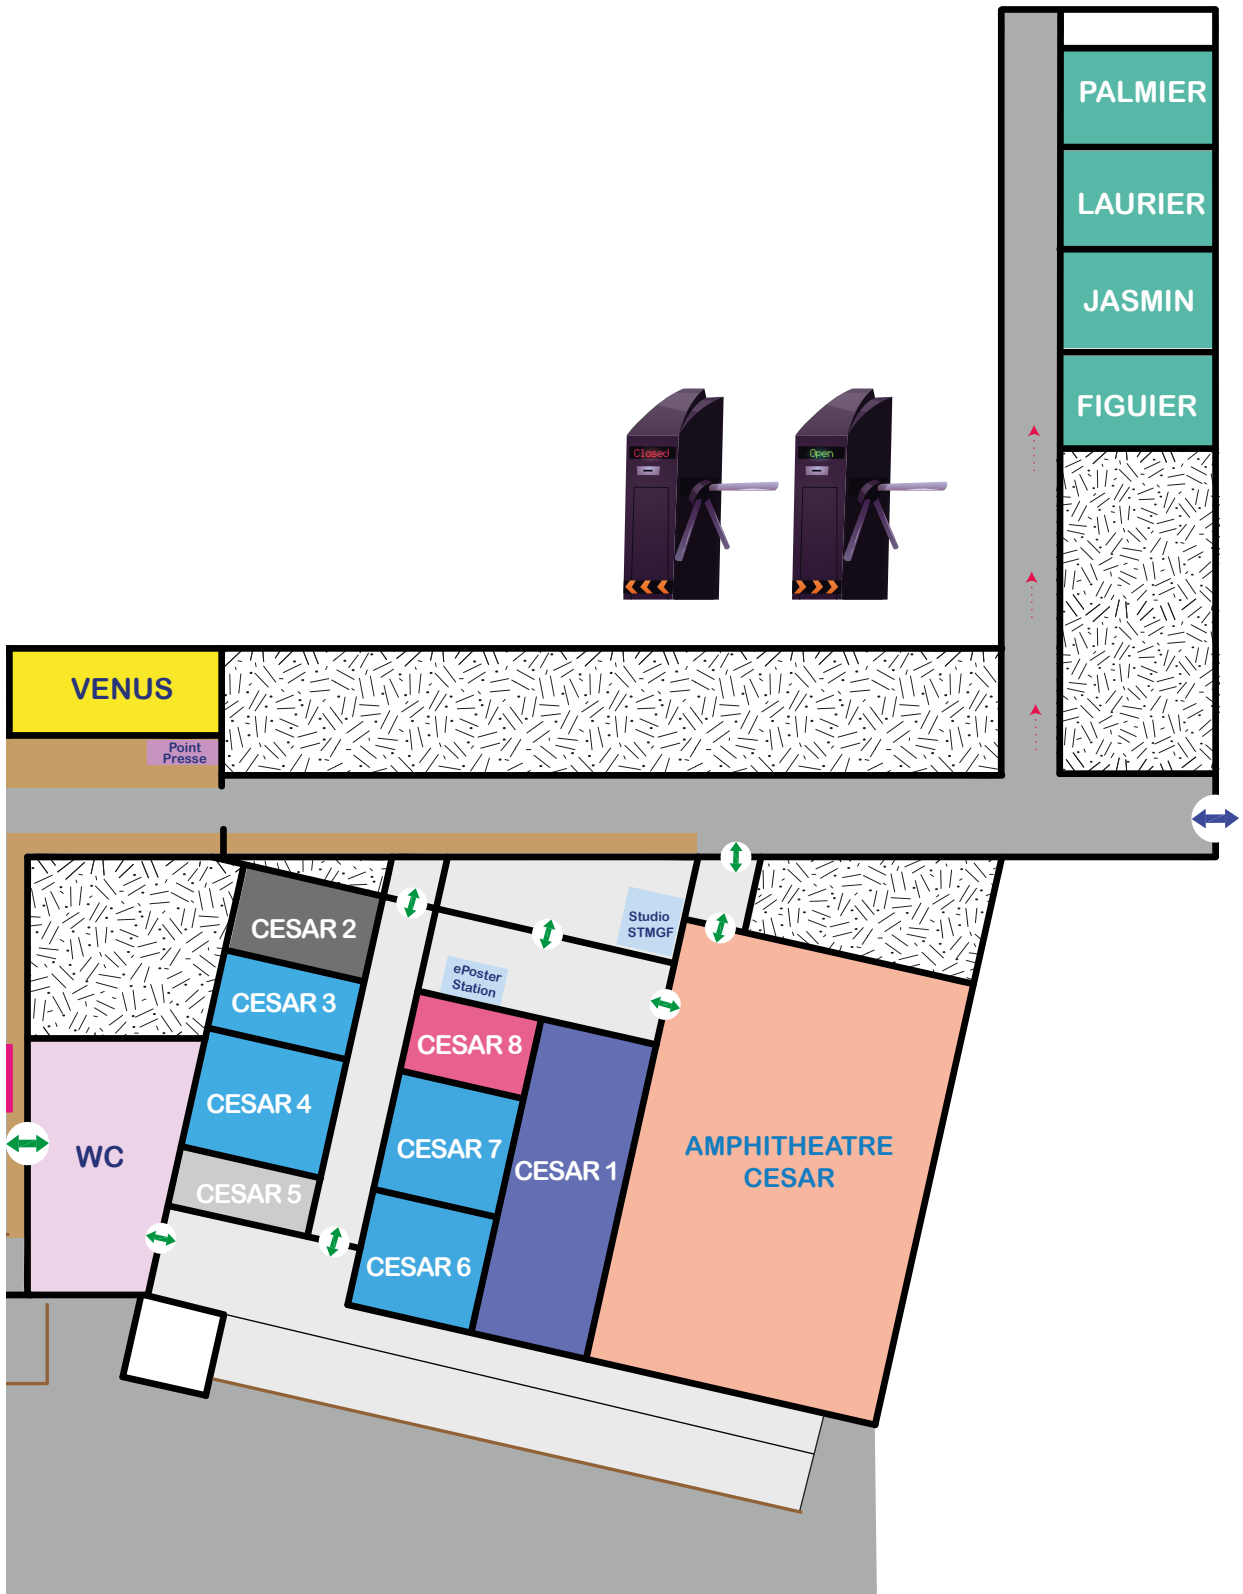 PALMIER
LAURIER
JASMIN
FIGUIER
Closed
Open
VENUS
Point
Presse
CESAR 2
Studio
STMGF
ePoster
Station
CESAR 3
CESAR 8
CESAR 4
CESAR 7
WC
CESAR 1
AMPHITHEATRE
CESAR
CESAR 5
CESAR 6